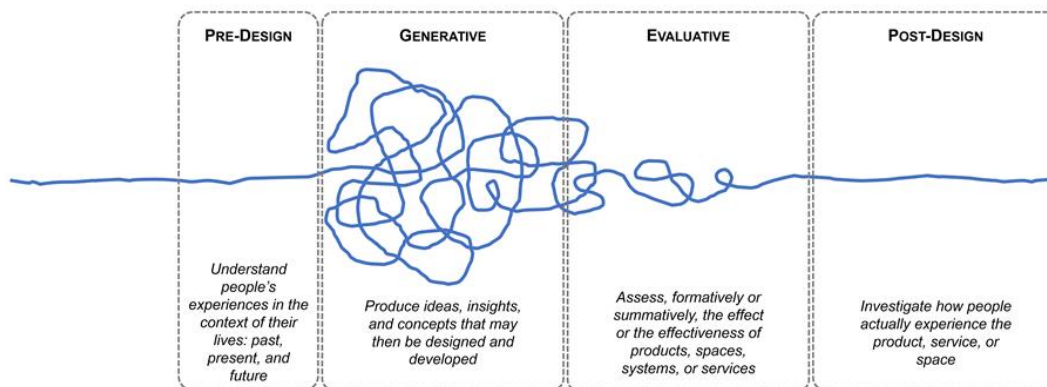 PRE-DESIGN
Understand
people's
experiences in the
context of their
lives: past,
present, and
future
GENERATIVE
Produce ideas, insights,
and concepts that may
then be designed and
developed
EVALUATIVE
Assess, formatively or
summatively, the effect
or the effectiveness of
products, spaces,
systems, or services
POST-DESIGN
Investigate how people
actually experience the
product, service, or
space